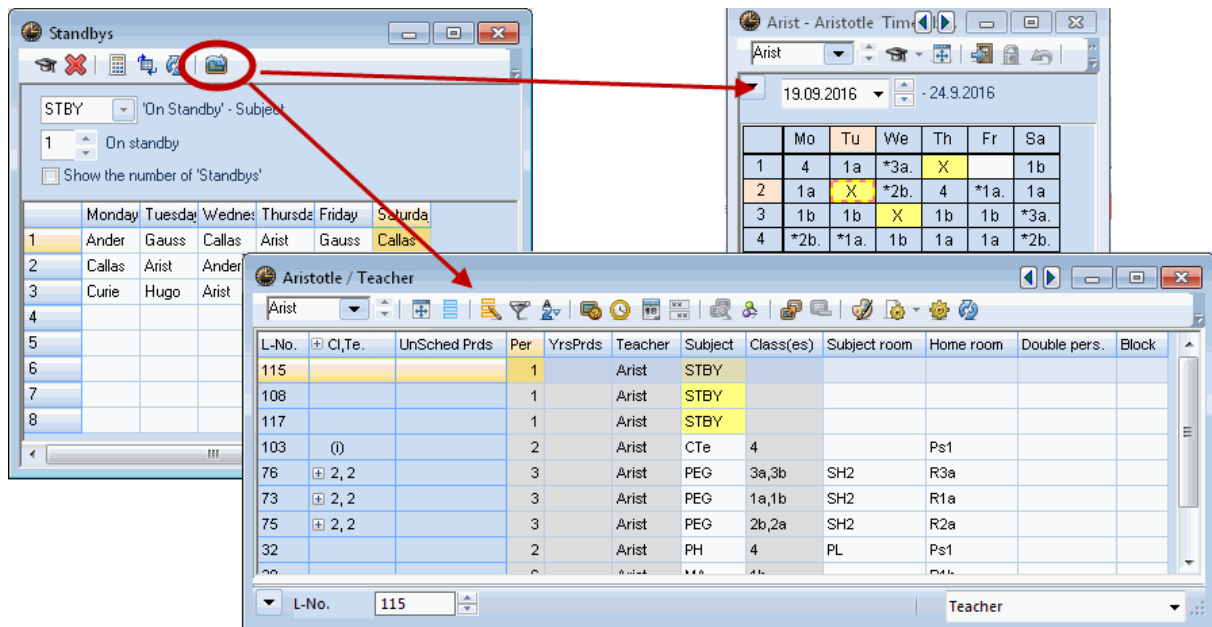 Standbys
STBY 'On Standby' - Subject
1 On standby
Show the number of 'Standbys'
Monday Tuesday Wednes Thursda Friday Saturda
1 Ander Gauss Callas Arist Gauss Callas
2 Callas Arist Ander
3 Curie Hugo Arist
4
5
6
7
8
Arist - Aristotle Time
Arist
19.09.2016 - 24.9.2016
Mo Tu We Th Fr Sa
1 4 1a *3a. X 1b
2 1a X *2b. 4 *1a. 1a
3 1b 1b X 1b 1b *3a.
4 *2b. *1a. 1b 1a 1a *2b.
Aristotle / Teacher
Arist
L-No. Cl,Te. UnSched Prds Per YrsPrds Teacher Subject Class(es) Subject room Home room Double pers. Block
115 1 Arist STBY
108 1 Arist STBY
117 1 Arist STBY
103 (i) 2 Arist CTe 4 Ps1
76 2, 2 3 Arist PEG 3a,3b SH2 R3a
73 2, 2 3 Arist PEG 1a,1b SH2 R1a
75 2, 2 3 Arist PEG 2b,2a SH2 R2a
32 2 Arist PH 4 PL Ps1
L-No. 115 Teacher